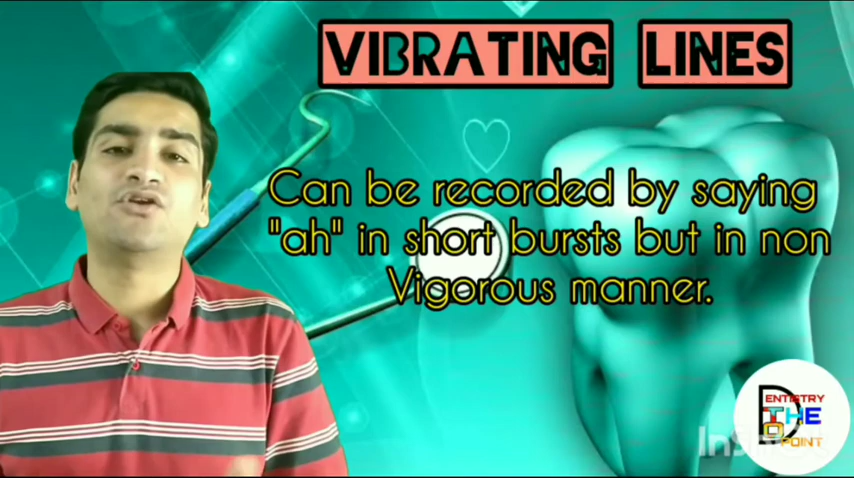 VIBRATING LINES
Can be recorded by saying
"ah" in short bursts but in non
Vigorous manner.
DENTISTRY
THE
POINT